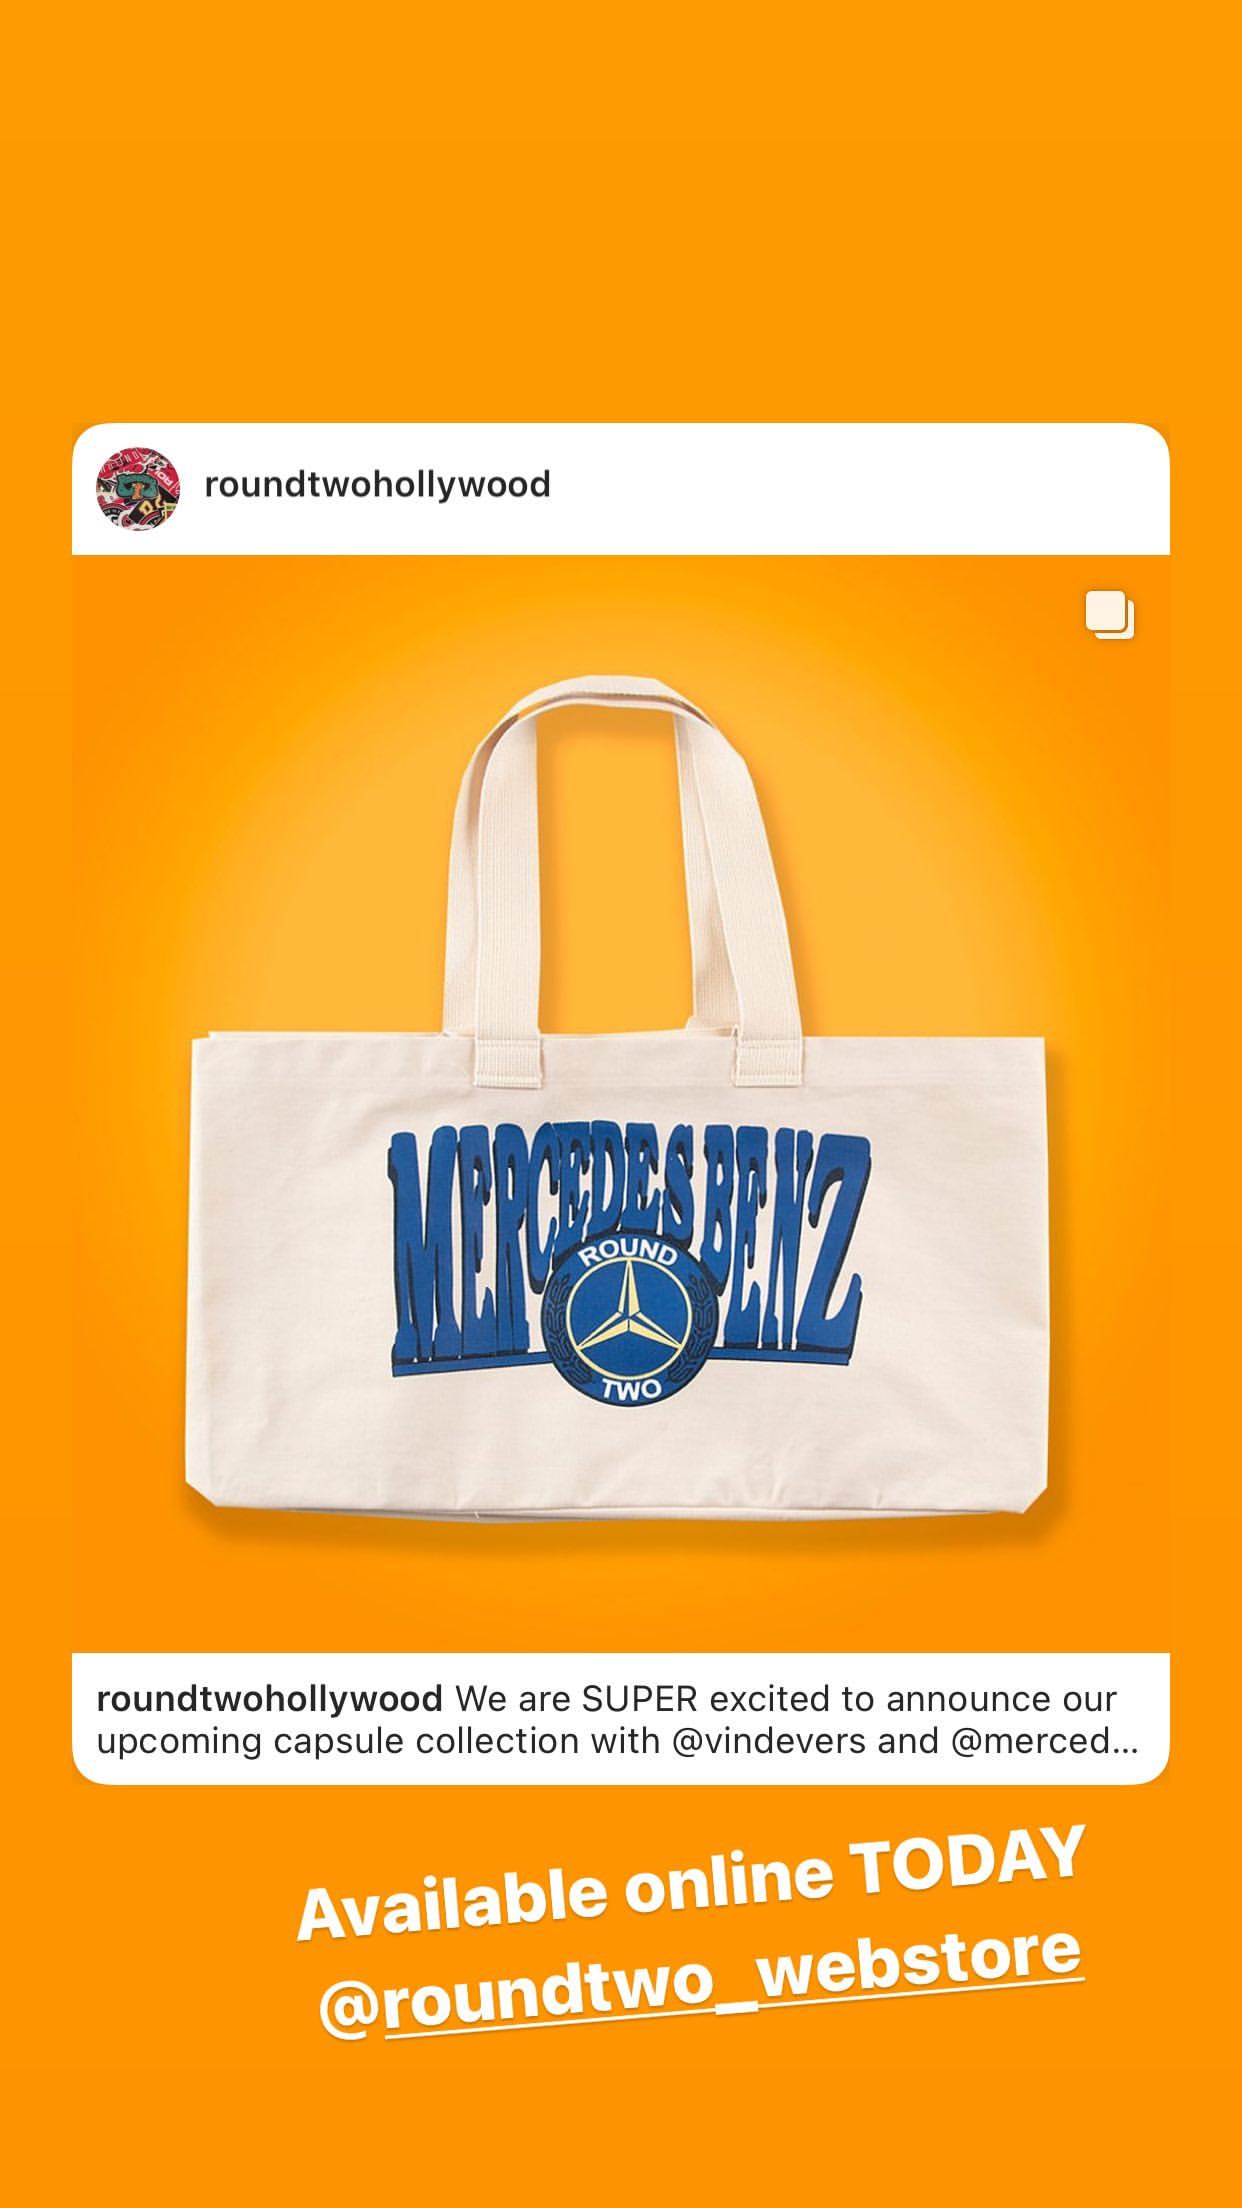 roundtwohollywood
MERCEDES BENZ
ROUND
TWO
roundtwohollywood We are SUPER excited to announce our
upcoming capsule collection with @vindevers and @merced...
Available online TODAY
@roundtwo_webstore